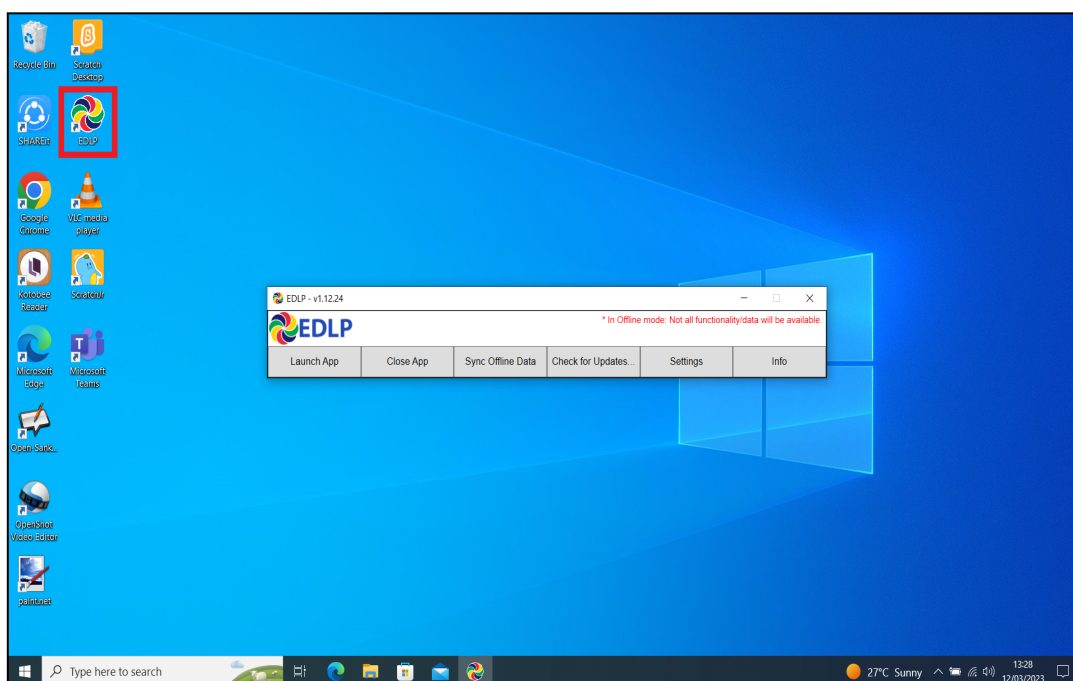 Recycle Bin
Scratch
Desktop
SHAREit
EDLP
Google
Chrome
VLC media
player
Kotobee
Reader
ScratchJr
Microsoft
Edge
Microsoft
Teams
Open-Sank...
OpenShot
Video Editor
paint.net
EDLP - v1.12.24
EDLP
* In Offline mode: Not all functionality/data will be available.
Launch App
Close App
Sync Offline Data
Check for Updates...
Settings
Info
Type here to search
27°C Sunny
13:28
12/03/2023